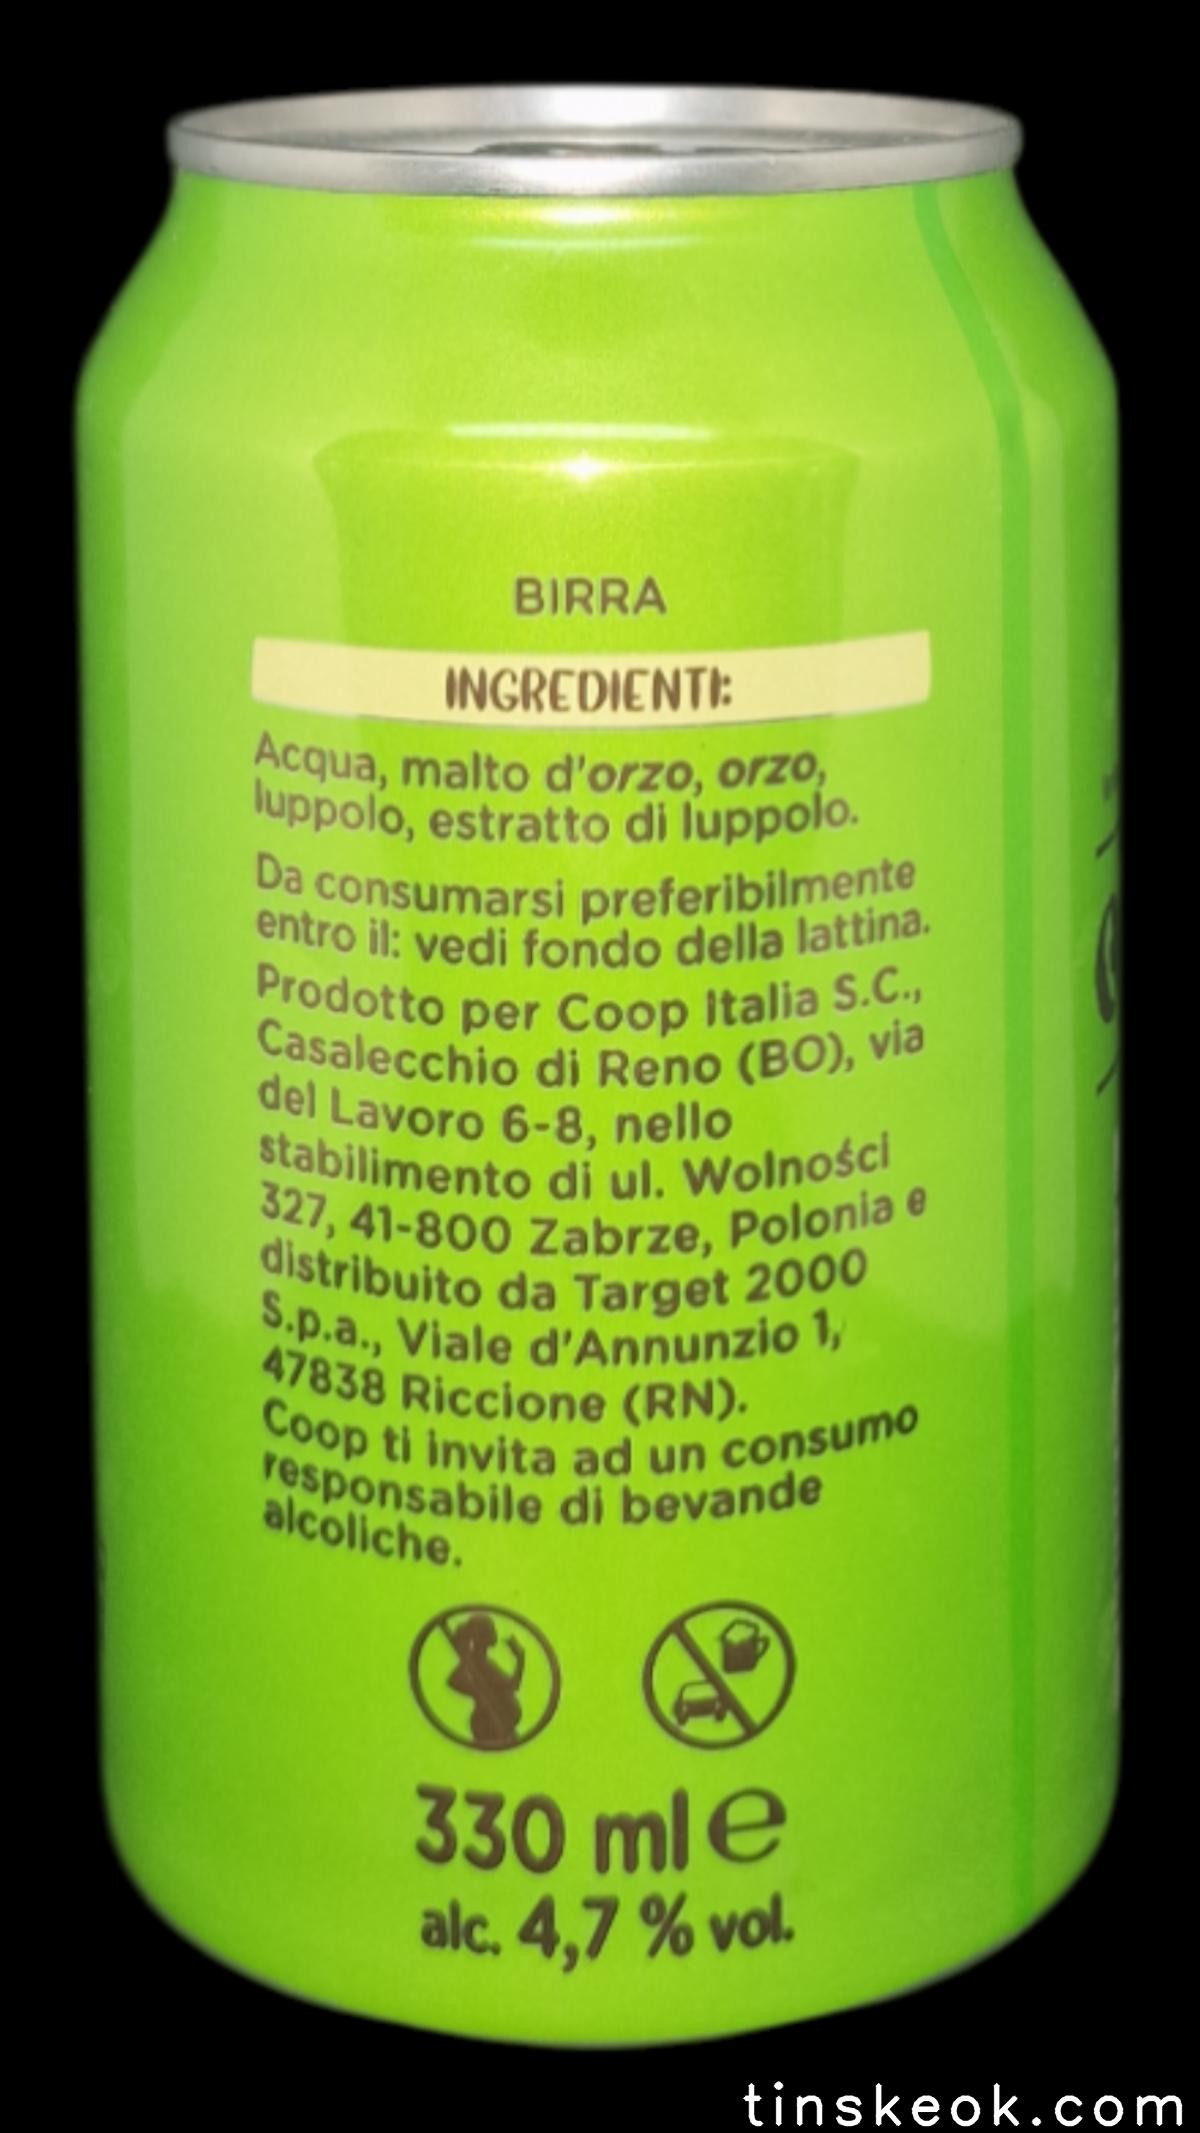 BIRRA
INGREDIENTI:
Acqua, malto d'orzo, orzo,
luppolo, estratto di luppolo.
Da consumarsi preferibilmente
entro il: vedi fondo della lattina.
Prodotto per Coop Italia S.C.,
Casalecchio di Reno (BO), via
del Lavoro 6-8, nello
stabilimento di ul. Wolności
327, 41-800 Zabrze, Polonia e
distribuito da Target 2000
S.p.a., Viale d'Annunzio 1,
47838 Riccione (RN).
Coop ti invita ad un consumo
responsabile di bevande
alcoliche.
330 ml e
alc. 4,7 % vol.
tinskeok.com